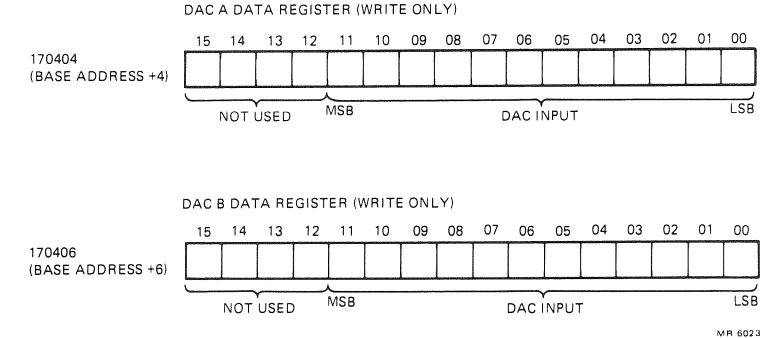 DAC A DATA REGISTER (WRITE ONLY)
15 14 13 12 11 10 09 08 07 06 05 04 03 02 01 00
170404
(BASE ADDRESS +4)
NOT USED MSB DAC INPUT LSB
DAC B DATA REGISTER (WRITE ONLY)
15 14 13 12 11 10 09 08 07 06 05 04 03 02 01 00
170406
(BASE ADDRESS +6)
NOT USED MSB DAC INPUT LSB
MR 6023